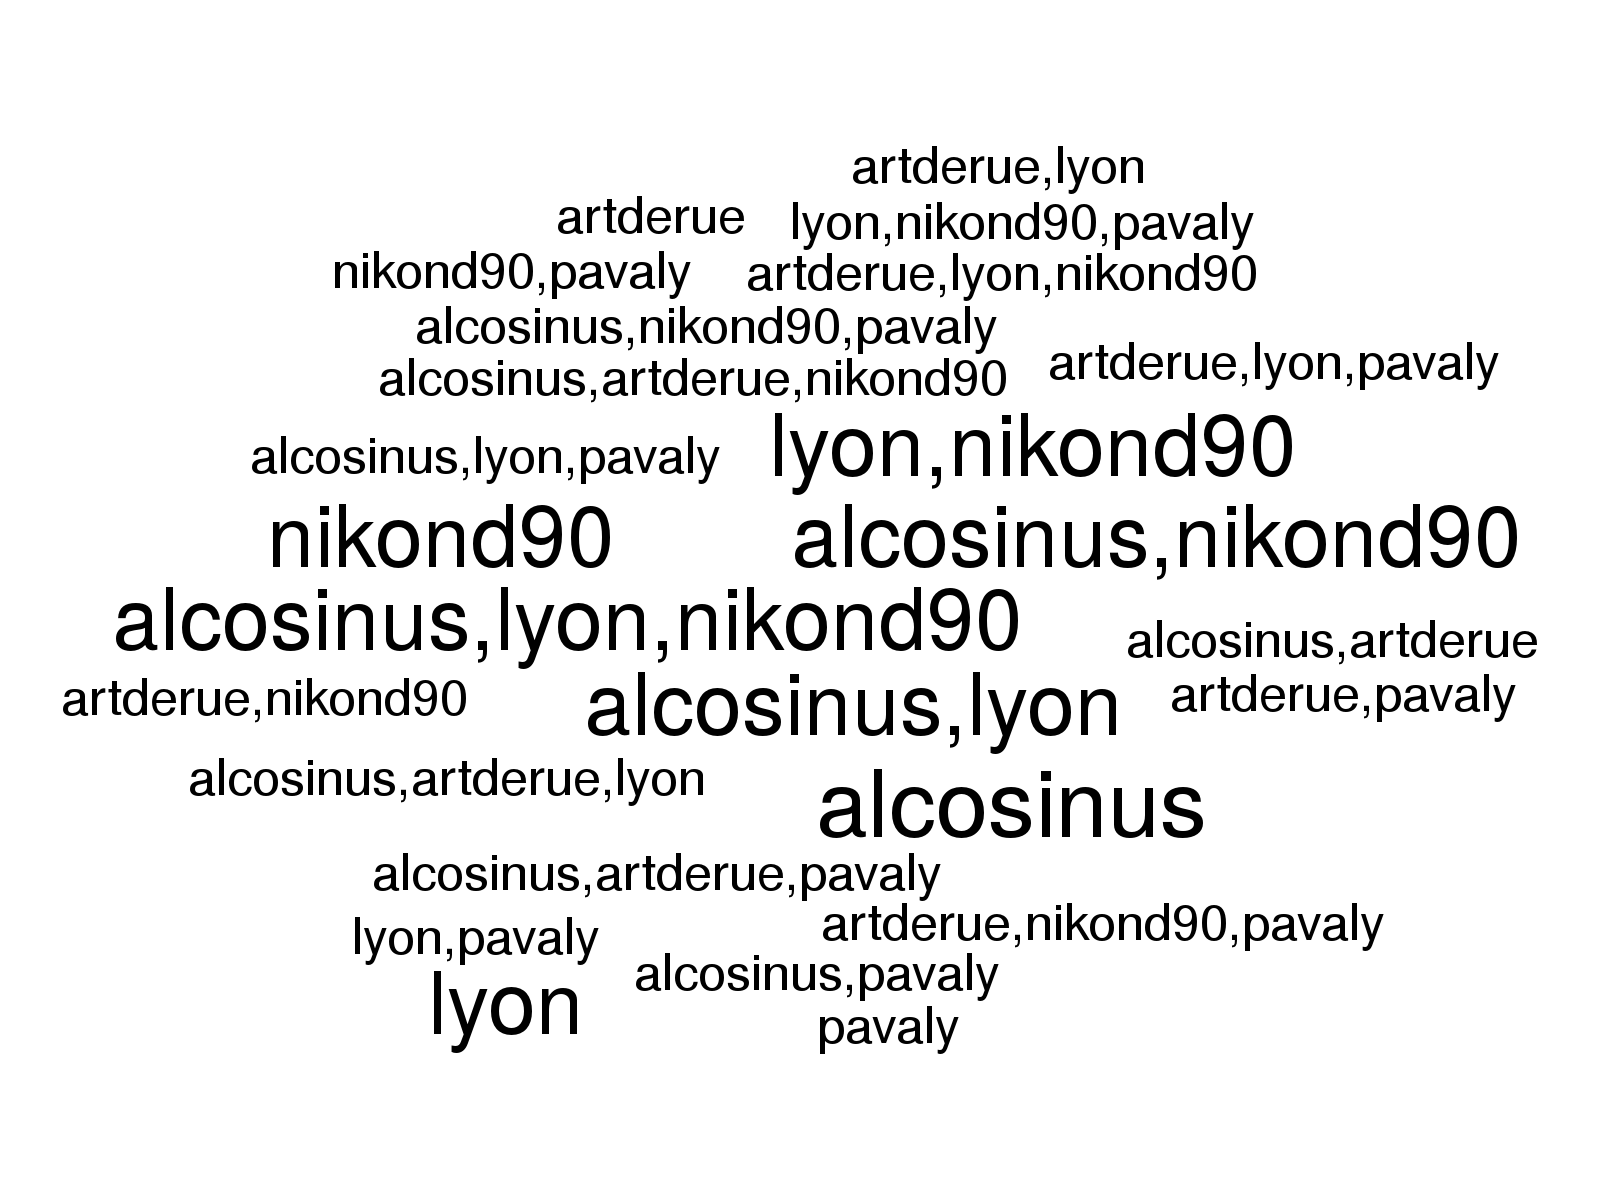 artderue,lyon
artderue
lyon,nikond90,pavaly
nikond90,pavaly
artderue,lyon,nikond90
alcosinus,nikond90,pavaly
artderue,lyon,pavaly
alcosinus,artderue,nikond90
lyon,nikond90
alcosinus,lyon,pavaly
nikond90
alcosinus,nikond90
alcosinus,lyon,nikond90
alcosinus,artderue
artderue,nikond90
alcosinus,lyon
artderue,pavaly
alcosinus,artderue,lyon
alcosinus
alcosinus,artderue,pavaly
artderue,nikond90,pavaly
lyon,pavaly
alcosinus,pavaly
lyon
pavaly